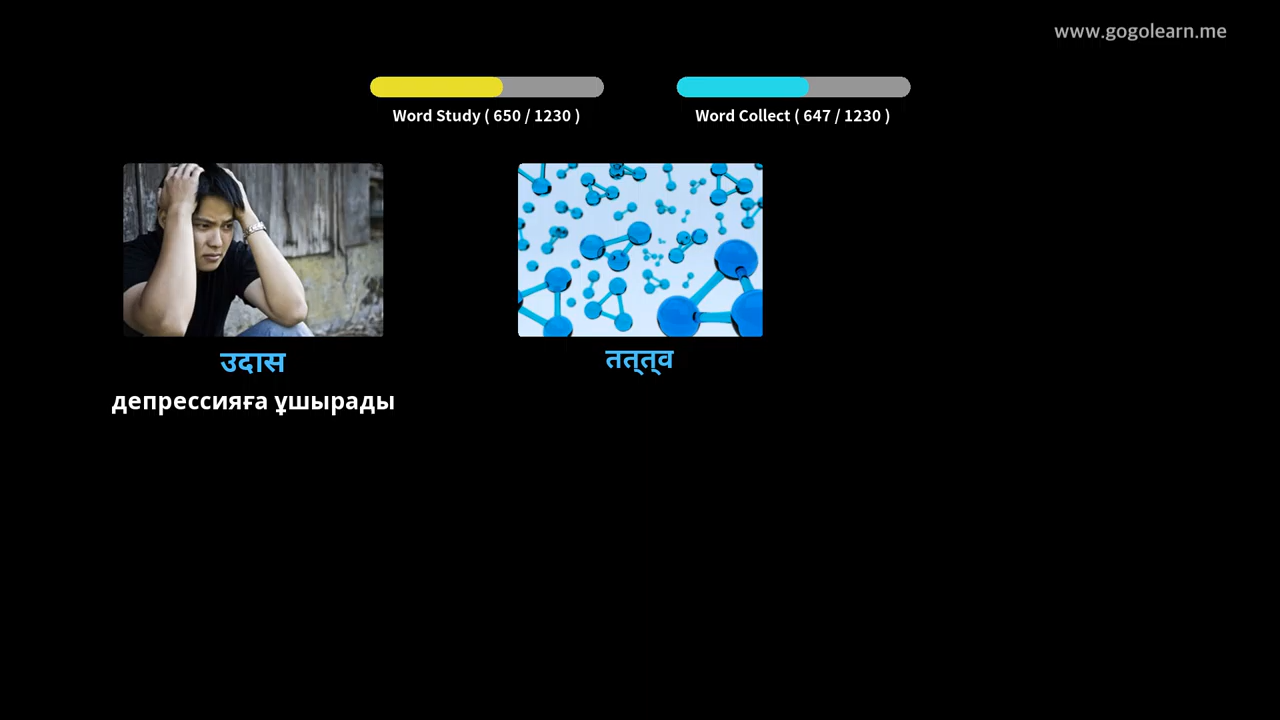 www.gogolearn.me
Word Study ( 650 / 1230 )
Word Collect ( 647 / 1230 )
उदास
तत्त्व
депрессияға ұшырады